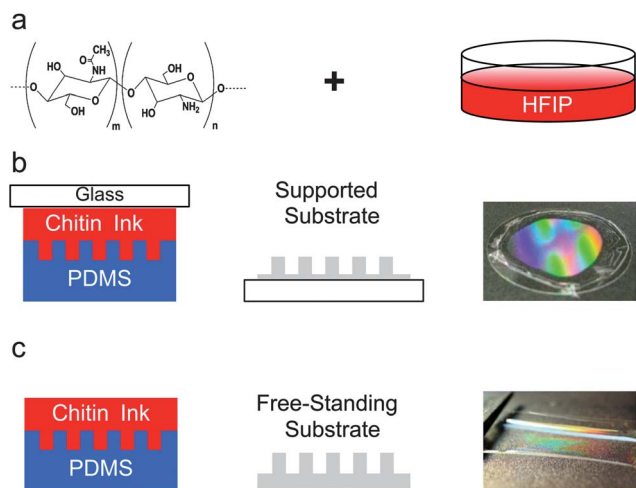 a
CH₃
O
HO
NH
OH
O
O
O
m
OH
O
HO
NH₂
O
n
+
HFIP
b
Glass
Chitin Ink
PDMS
Supported
Substrate
c
Chitin Ink
PDMS
Free-Standing
Substrate